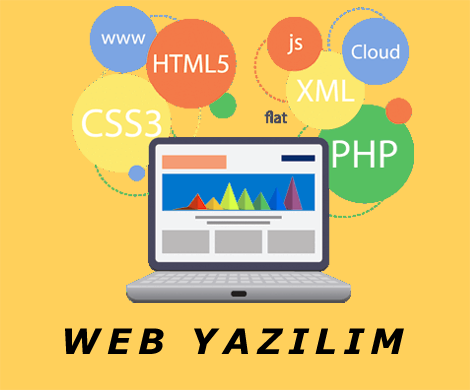 www
HTML5
js
Cloud
XML
CSS3
flat
PHP
WEB YAZILIM